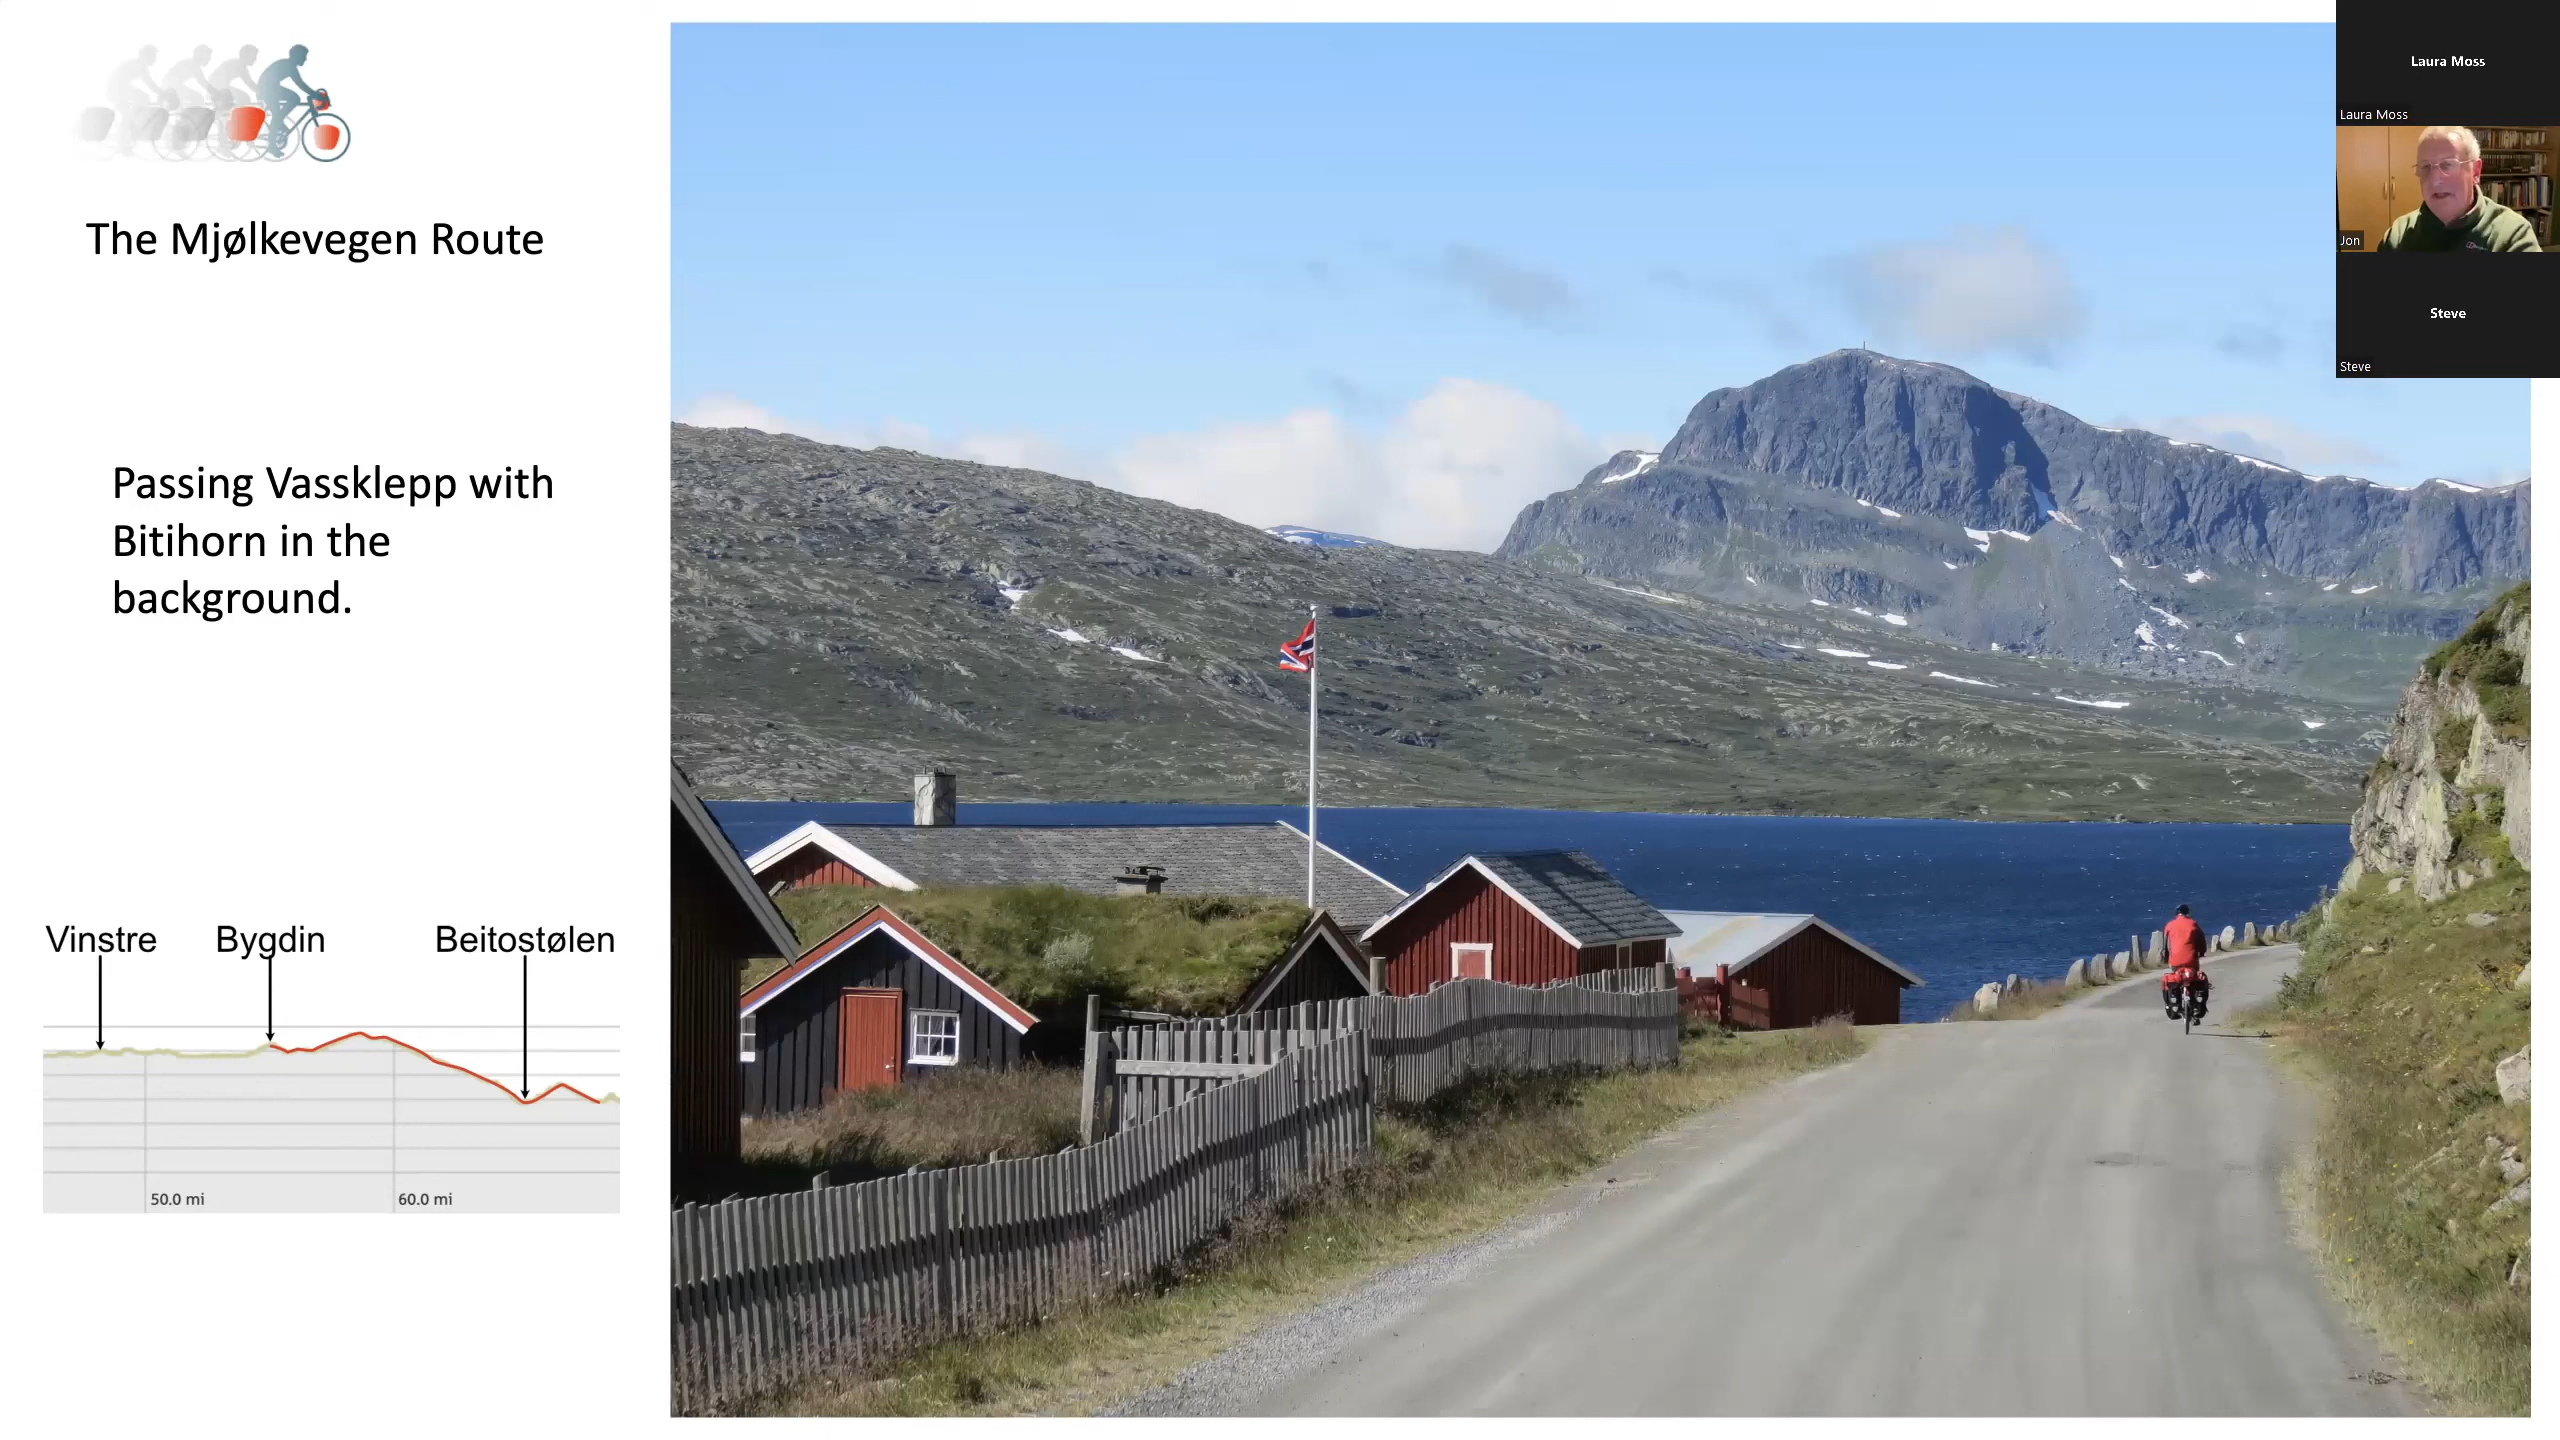 The Mjølkevegen Route
Passing Vassklepp with
Bitihorn in the
background.
Vinstre
Bygdin
Beitostølen
50.0 mi
60.0 mi
Laura Moss
Laura Moss
Jon
Steve
Steve